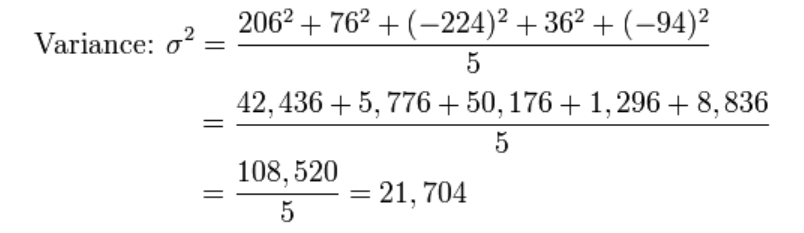 Variance: σ² = (206² + 76² + (−224)² + 36² + (−94)²) / 5
= (42,436 + 5,776 + 50,176 + 1,296 + 8,836) / 5
= 108,520 / 5 = 21,704